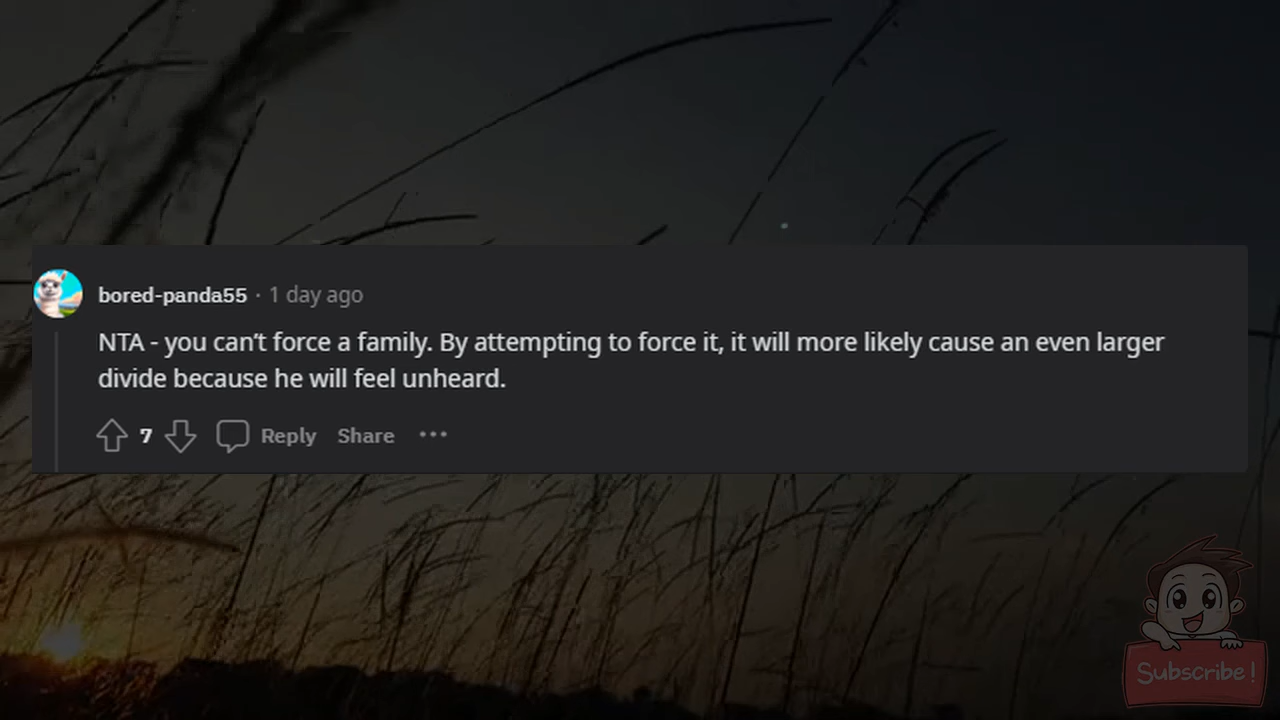 bored-panda55 · 1 day ago
NTA - you can’t force a family. By attempting to force it, it will more likely cause an even larger
divide because he will feel unheard.
7 Reply Share
Subscribe!